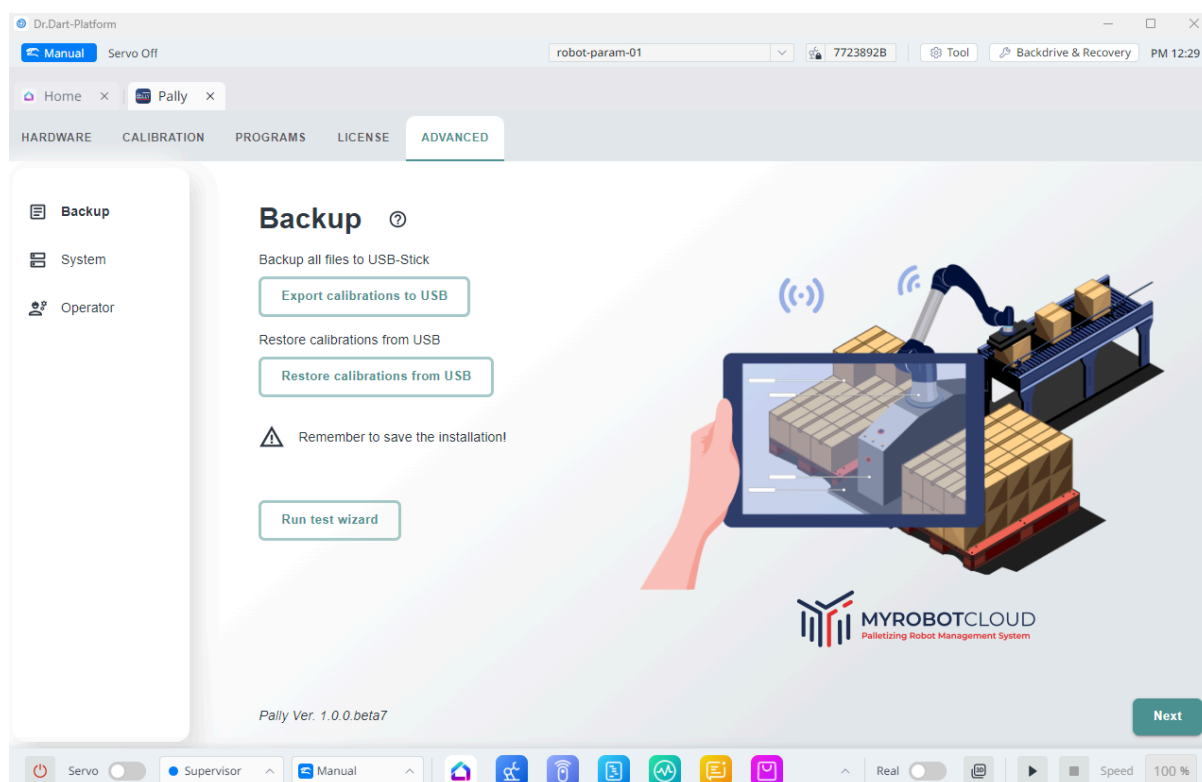 Dr.Dart-Platform
Manual Servo Off robot-param-01 7723892B Tool Backdrive & Recovery PM 12:29
Home Pally
HARDWARE CALIBRATION PROGRAMS LICENSE ADVANCED
Backup
System
Operator
Backup
Backup all files to USB-Stick
Export calibrations to USB
Restore calibrations from USB
Restore calibrations from USB
Remember to save the installation!
Run test wizard
MYROBOTCLOUD
Palletizing Robot Management System
Pally Ver. 1.0.0.beta7
Next
Servo Supervisor Manual Real 3D Speed 100 %